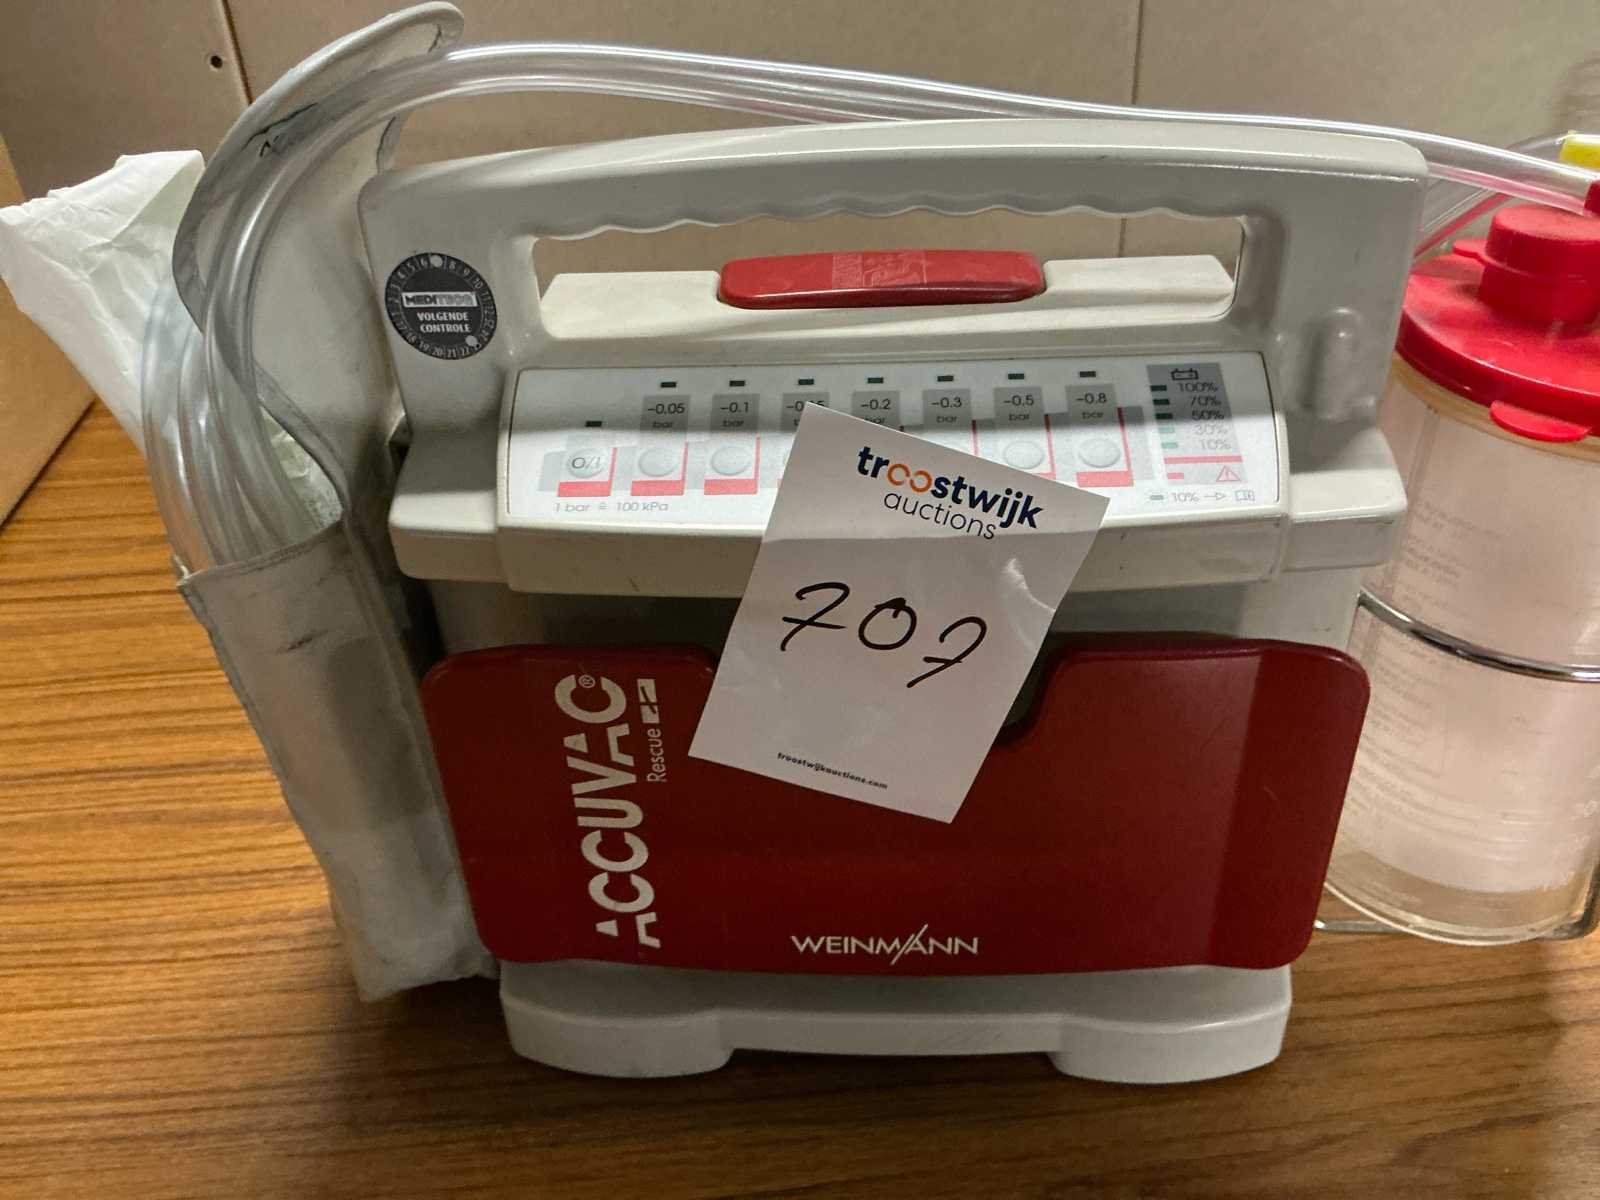 MEDITECH
VOLGENDE
CONTROLE
-0.05
bar
-0.1
bar
-0.2
-0.3
bar
-0.5
bar
-0.8
bar
100%
70%
50%
30%
10%
O/I
1 bar ≙ 100 kPa
10%
troostwijk
auctions
707
troostwijkauctions.com
ACCUVAC®
Rescue
WEINMANN